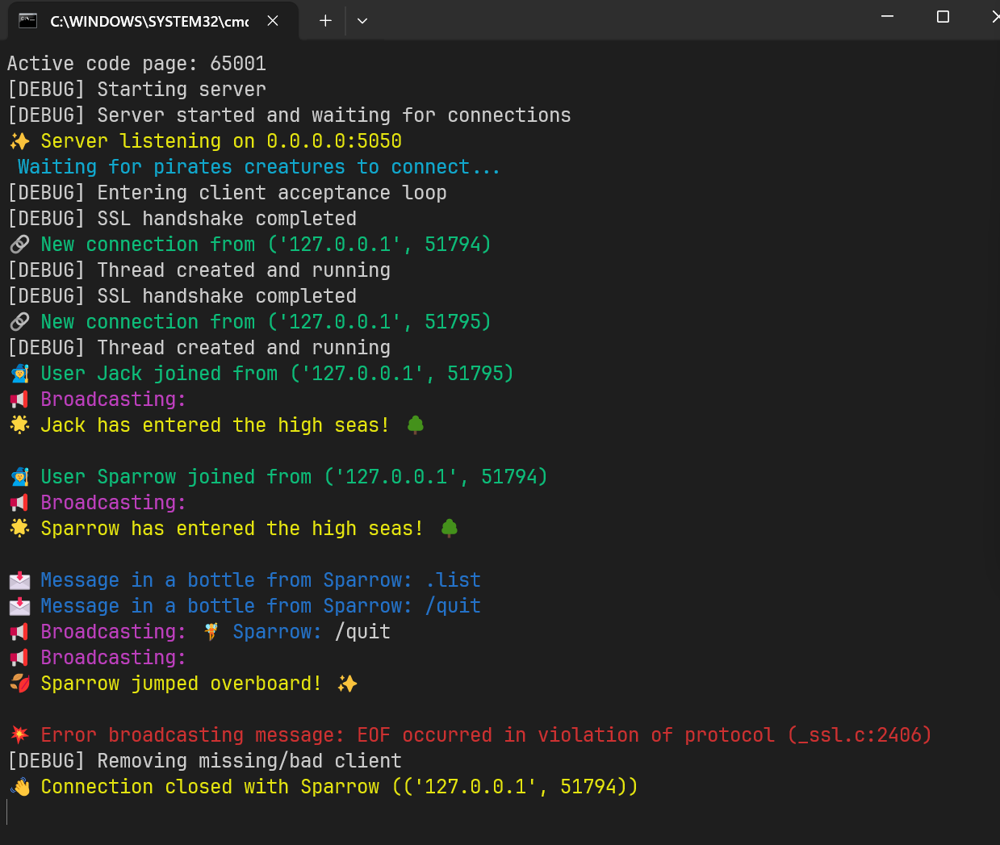 C:\WINDOWS\SYSTEM32\cmc
Active code page: 65001
[DEBUG] Starting server
[DEBUG] Server started and waiting for connections
✨ Server listening on 0.0.0.0:5050
Waiting for pirates creatures to connect...
[DEBUG] Entering client acceptance loop
[DEBUG] SSL handshake completed
🔗 New connection from ('127.0.0.1', 51794)
[DEBUG] Thread created and running
[DEBUG] SSL handshake completed
🔗 New connection from ('127.0.0.1', 51795)
[DEBUG] Thread created and running
🧙 User Jack joined from ('127.0.0.1', 51795)
📢 Broadcasting:
🌟 Jack has entered the high seas! 🌳
🧙 User Sparrow joined from ('127.0.0.1', 51794)
📢 Broadcasting:
🌟 Sparrow has entered the high seas! 🌳
📩 Message in a bottle from Sparrow: .list
📩 Message in a bottle from Sparrow: /quit
📢 Broadcasting: 🧚 Sparrow: /quit
📢 Broadcasting:
🍂 Sparrow jumped overboard! ✨
💥 Error broadcasting message: EOF occurred in violation of protocol (_ssl.c:2406)
[DEBUG] Removing missing/bad client
👋 Connection closed with Sparrow (('127.0.0.1', 51794))